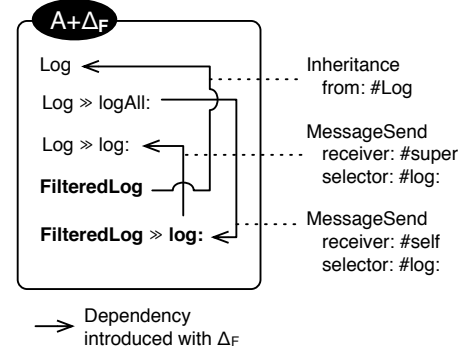 A+ΔF
Log
Log ≫ logAll:
Log ≫ log:
FilteredLog
FilteredLog ≫ log:
Inheritance
from: #Log
MessageSend
receiver: #super
selector: #log:
MessageSend
receiver: #self
selector: #log:
Dependency
introduced with ΔF